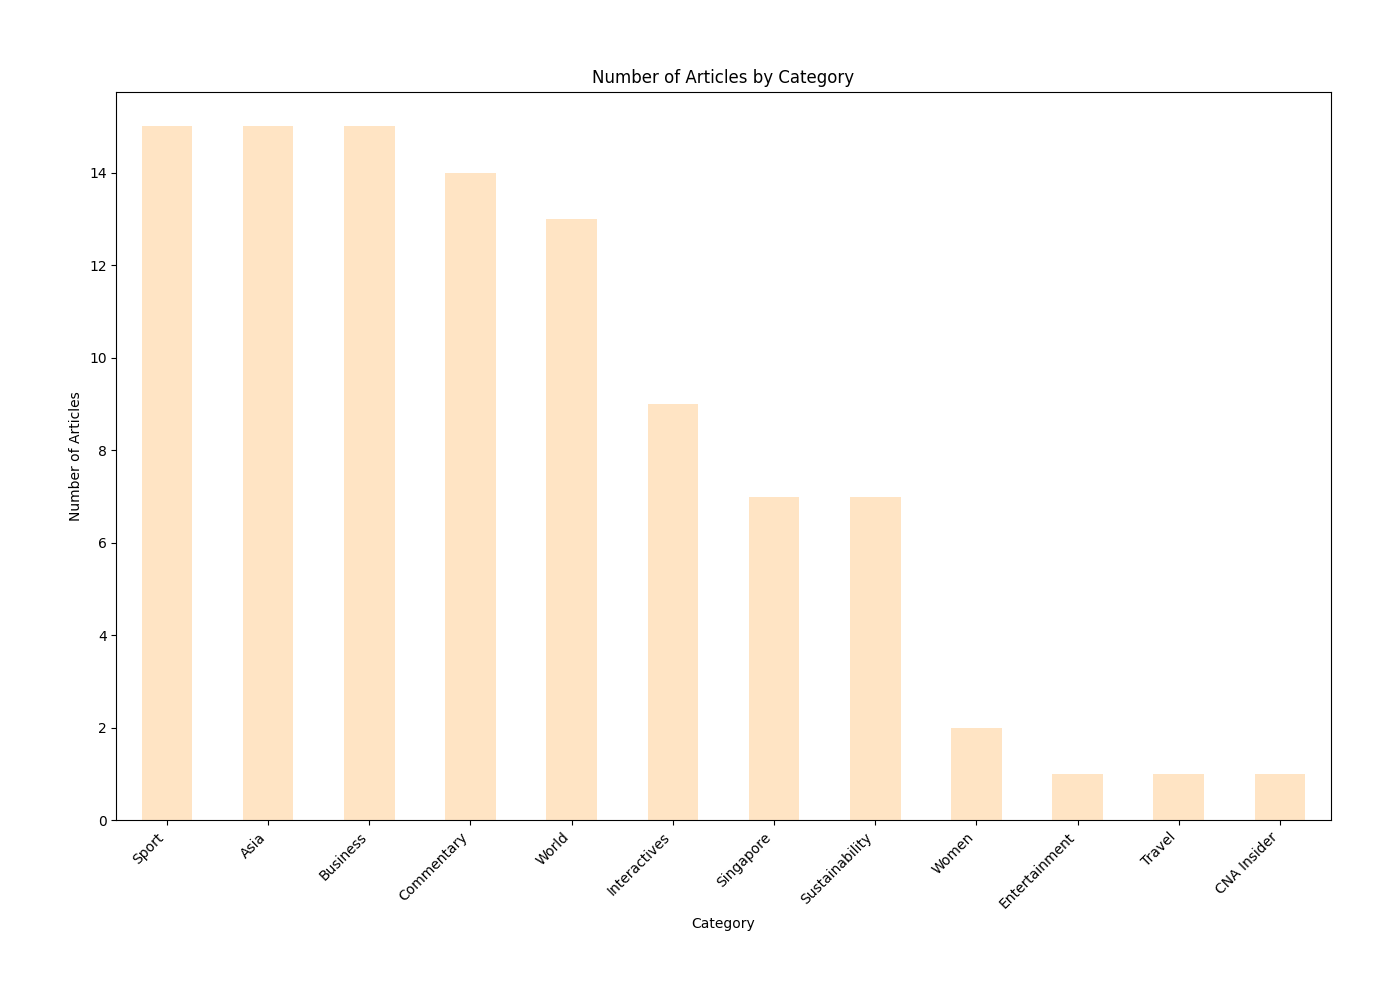 Number of Articles by Category
Number of Articles
14
12
10
8
6
4
2
0
Sport
Asia
Business
Commentary
World
Interactives
Singapore
Sustainability
Women
Entertainment
Travel
CNA Insider
Category